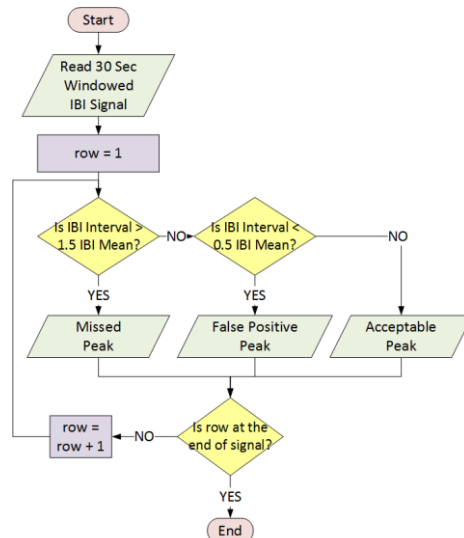 Start
Read 30 Sec
Windowed
IBI Signal
row = 1
Is IBI Interval >
1.5 IBI Mean?
NO
Is IBI Interval <
0.5 IBI Mean?
NO
YES
YES
Missed
Peak
False Positive
Peak
Acceptable
Peak
row =
row + 1
NO
Is row at the
end of signal?
YES
End